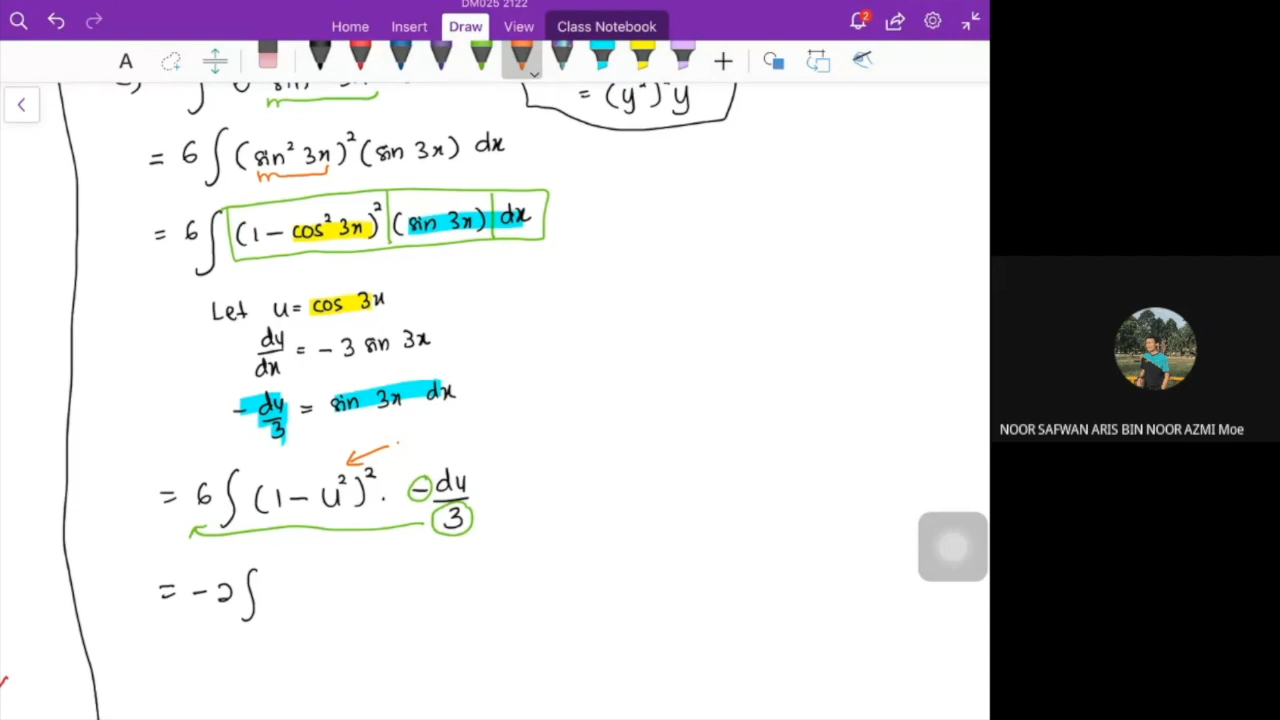 DM025 2122
2
Home Insert Draw View Class Notebook
A
= (y²)² y
= 6 ∫ (sin² 3x)² (sin 3x) dx
= 6 ∫ (1 − cos² 3x)² (sin 3x) dx
Let u = cos 3x
du/dx = − 3 sin 3x
− du/3 = sin 3x dx
= 6 ∫ (1 − u²)² . − du/3
= −2 ∫
NOOR SAFWAN ARIS BIN NOOR AZMI Moe